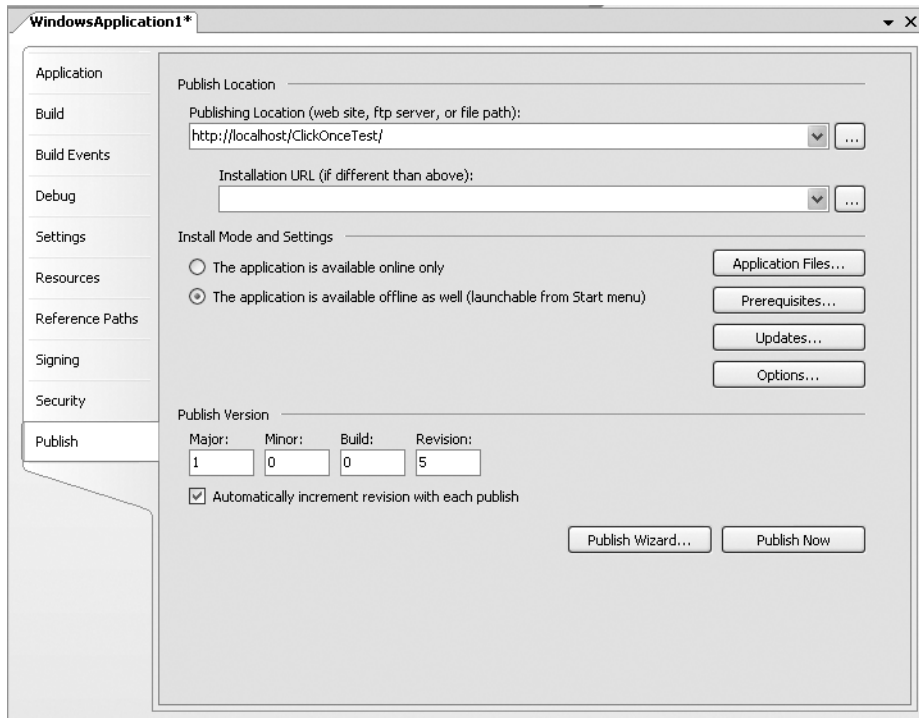 WindowsApplication1*
Application
Build
Build Events
Debug
Settings
Resources
Reference Paths
Signing
Security
Publish
Publish Location
Publishing Location (web site, ftp server, or file path):
http://localhost/ClickOnceTest/
...
Installation URL (if different than above):
...
Install Mode and Settings
The application is available online only
The application is available offline as well (launchable from Start menu)
Application Files...
Prerequisites...
Updates...
Options...
Publish Version
Major: Minor: Build: Revision:
1 0 0 5
Automatically increment revision with each publish
Publish Wizard... Publish Now